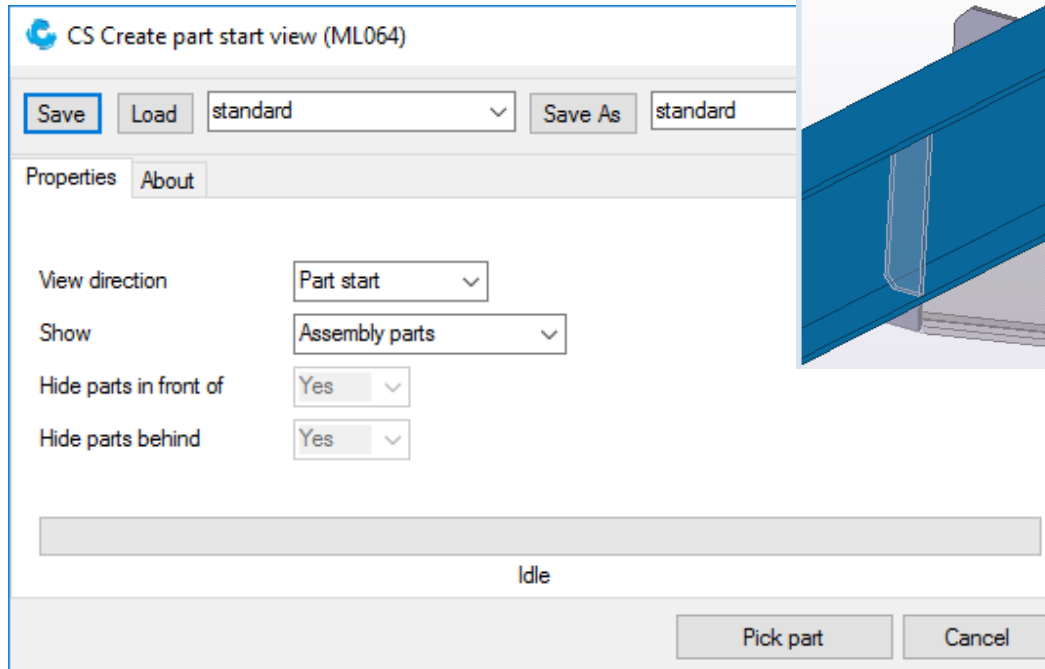 CS Create part start view (ML064)
Save Load standard Save As standard
Properties About
View direction Part start
Show Assembly parts
Hide parts in front of Yes
Hide parts behind Yes
Idle
Pick part Cancel